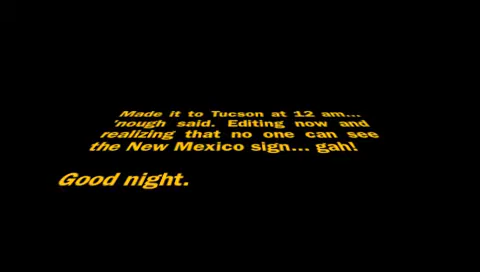 Made it to Tucson at 12 am...
'nough said. Editing now and
realizing that no one can see
the New Mexico sign... gah!
Good night.